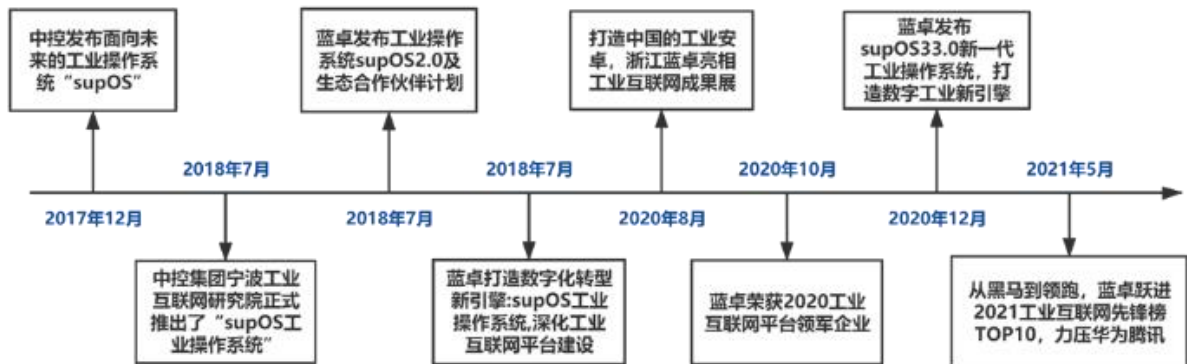 中控发布面向未
来的工业操作系
统“supOS”
蓝卓发布工业操作
系统supOS2.0及
生态合作伙伴计划
打造中国的工业安
卓，浙江蓝卓亮相
工业互联网成果展
蓝卓发布
supOS33.0新一代
工业操作系统，打
造数字工业新引擎
2018年7月
2018年7月
2020年10月
2021年5月
2017年12月
2018年7月
2020年8月
2020年12月
中控集团宁波工业
互联网研究院正式
推出了“supOS工
业操作系统”
蓝卓打造数字化转型
新引擎:supOS工业
操作系统,深化工业
互联网平台建设
蓝卓荣获2020工业
互联网平台领军企业
从黑马到领跑，蓝卓跃进
2021工业互联网先锋榜
TOP10，力压华为腾讯